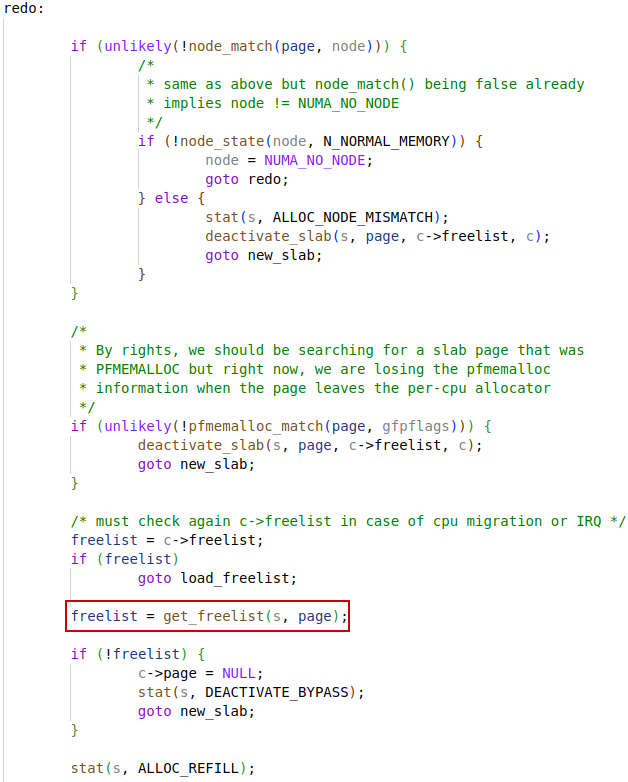 redo:
if (unlikely(!node_match(page, node))) {
/*
* same as above but node_match() being false already
* implies node != NUMA_NO_NODE
*/
if (!node_state(node, N_NORMAL_MEMORY)) {
node = NUMA_NO_NODE;
goto redo;
} else {
stat(s, ALLOC_NODE_MISMATCH);
deactivate_slab(s, page, c->freelist, c);
goto new_slab;
}
}
/*
* By rights, we should be searching for a slab page that was
* PFMEMALLOC but right now, we are losing the pfmemalloc
* information when the page leaves the per-cpu allocator
*/
if (unlikely(!pfmemalloc_match(page, gfpflags))) {
deactivate_slab(s, page, c->freelist, c);
goto new_slab;
}
/* must check again c->freelist in case of cpu migration or IRQ */
freelist = c->freelist;
if (freelist)
goto load_freelist;
freelist = get_freelist(s, page);
if (!freelist) {
c->page = NULL;
stat(s, DEACTIVATE_BYPASS);
goto new_slab;
}
stat(s, ALLOC_REFILL);